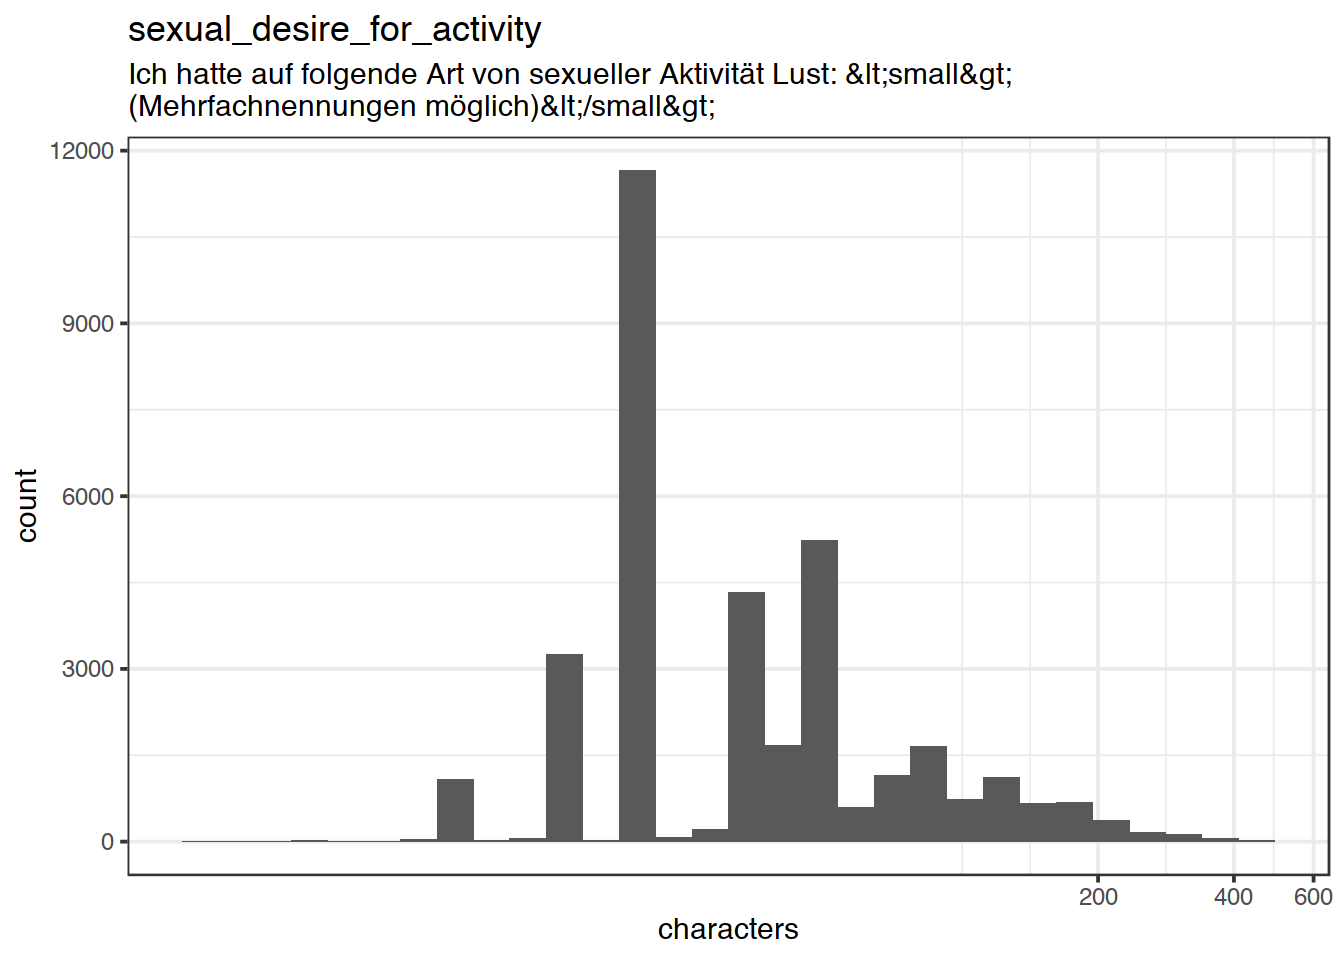 sexual_desire_for_activity
Ich hatte auf folgende Art von sexueller Aktivität Lust: &lt;small&gt;
(Mehrfachnennungen möglich)&lt;/small&gt;
12000
9000
6000
3000
0
count
200 400 600
characters